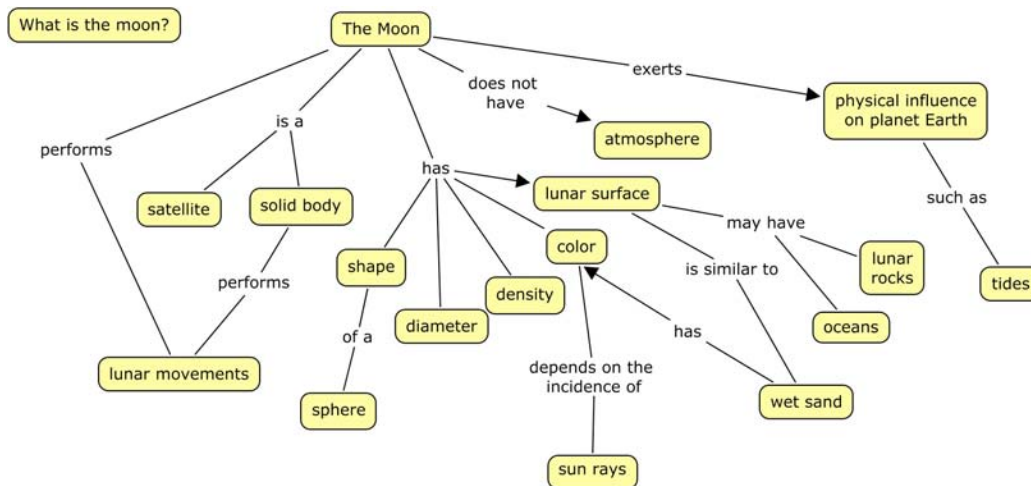 What is the moon?
The Moon
exerts
does not
have
physical influence
on planet Earth
is a
performs
atmosphere
has
lunar surface
such as
satellite
solid body
may have
color
shape
is similar to
lunar
rocks
performs
density
tides
diameter
oceans
of a
has
lunar movements
depends on the
incidence of
sphere
wet sand
sun rays